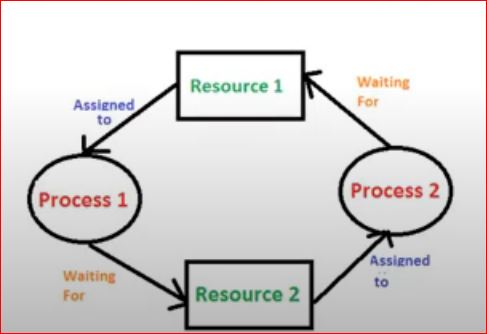 Resource 1
Waiting
For
Assigned
to
Process 1
Process 2
Waiting
For
Resource 2
Assigned
to